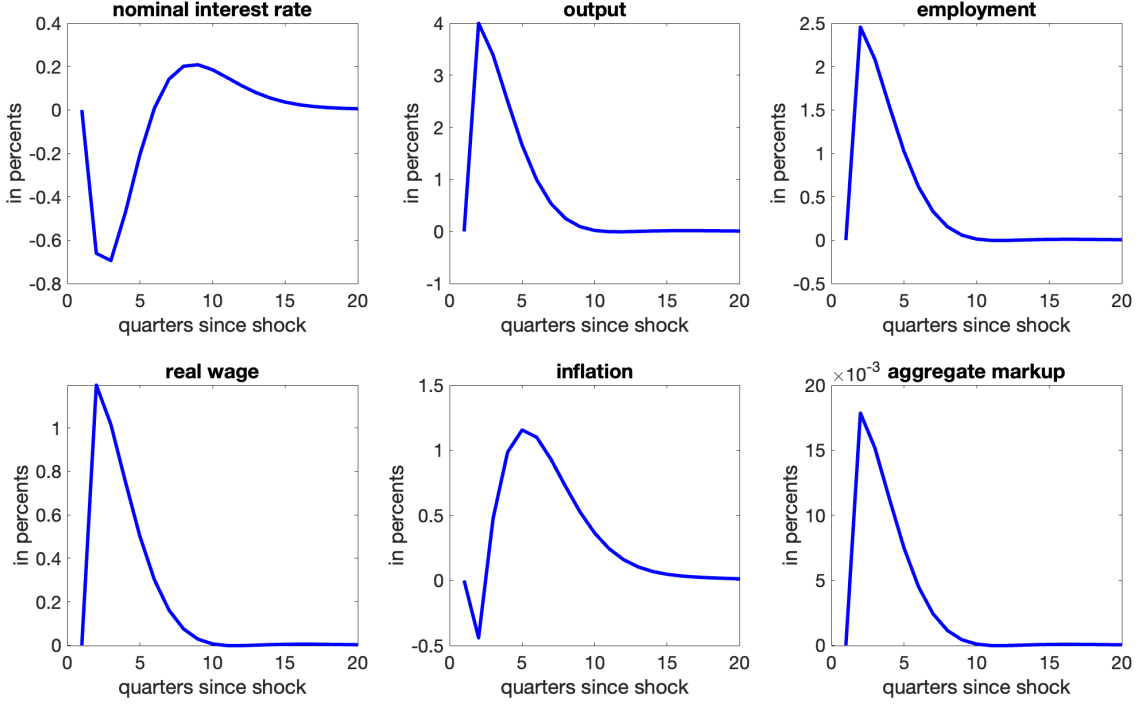 nominal interest rate
in percents
0.4
0.2
0
-0.2
-0.4
-0.6
-0.8
0 5 10 15 20
quarters since shock
output
in percents
4
3
2
1
0
-1
0 5 10 15 20
quarters since shock
employment
in percents
2.5
2
1.5
1
0.5
0
-0.5
0 5 10 15 20
quarters since shock
real wage
in percents
1
0.8
0.6
0.4
0.2
0
0 5 10 15 20
quarters since shock
inflation
in percents
1.5
1
0.5
0
-0.5
0 5 10 15 20
quarters since shock
×10⁻³ aggregate markup
in percents
20
15
10
5
0
0 5 10 15 20
quarters since shock